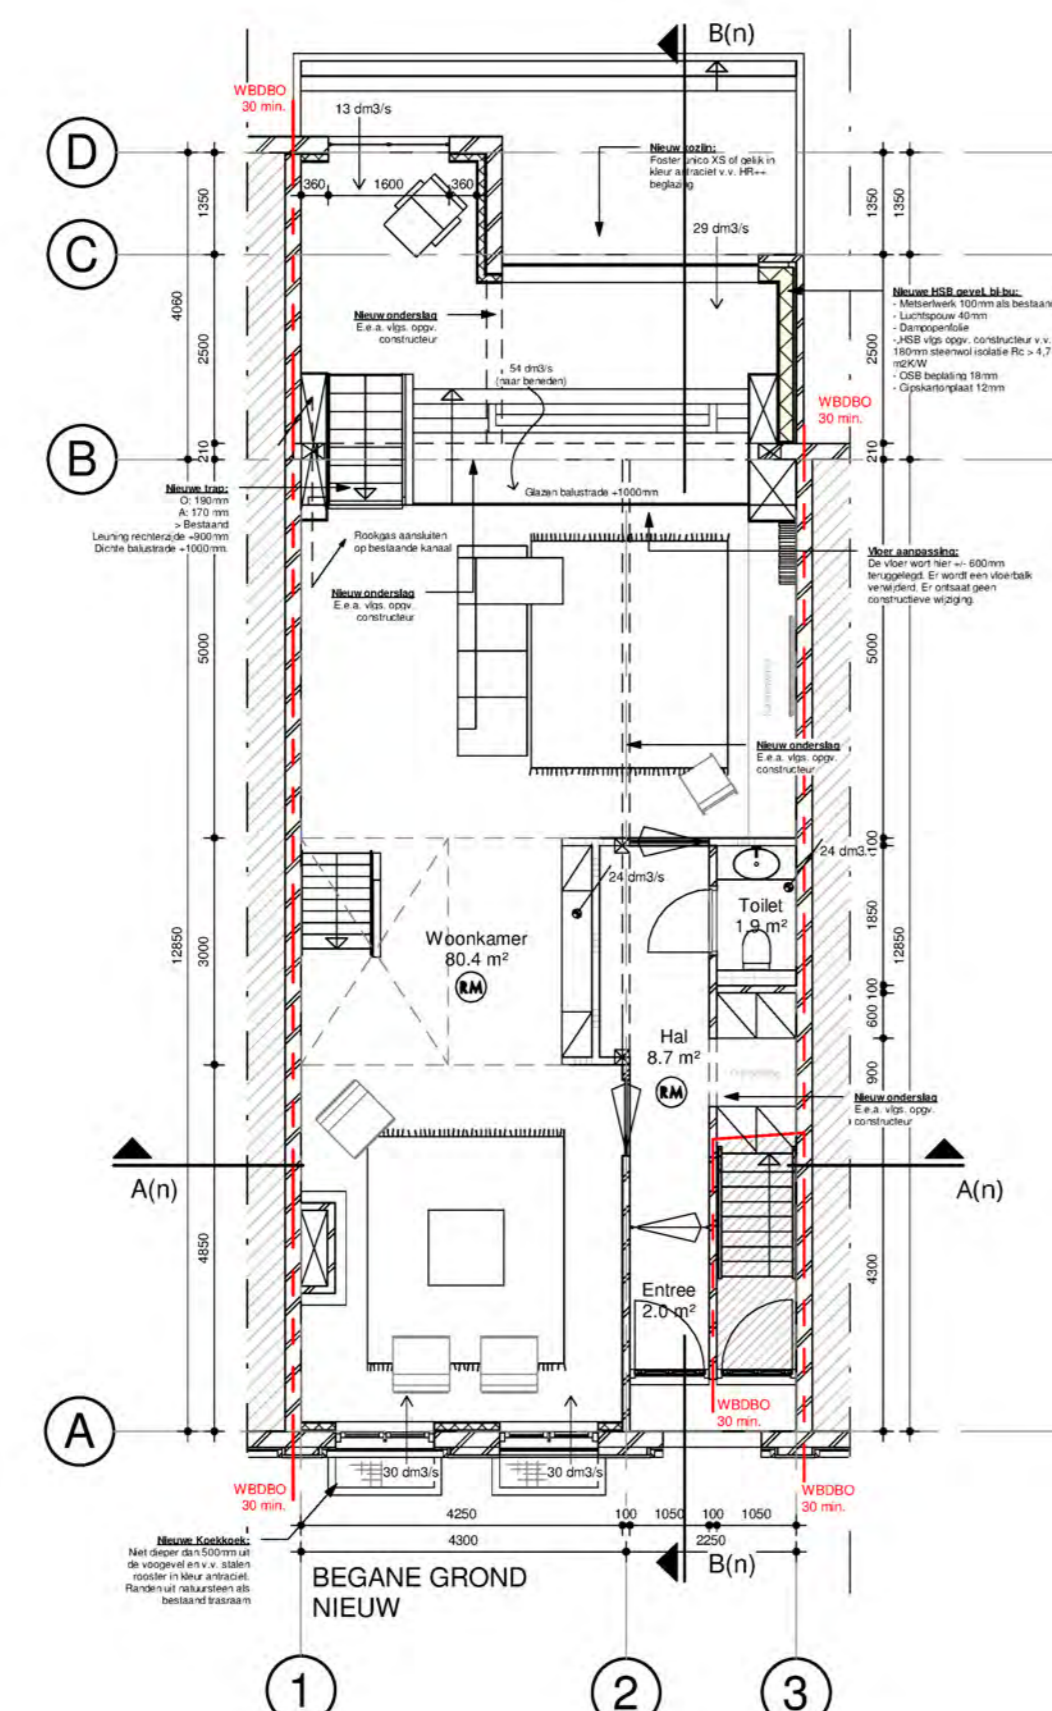 B(n)
WBDBO
30 min.
13 dm3/s
D
Nieuw kozijn:
Foster unico XS of gelijk in
kleur antraciet v.v. HR++
beglazing
360
1600
360
1350
1350
1350
29 dm3/s
C
Nieuwe HSB gevel, bi-bu:
- Metselwerk 100mm als bestaand
- Luchtspouw 40mm
- Dampopenfolie
- HSB vlgs opgv. constructeur v.v.
180mm steenwol isolatie Rc > 4,7
m2K/W
- OSB beplating 18mm
- Gipskartonplaat 12mm
4060
2500
2500
2500
Nieuw onderslag
E.e.a. vlgs. opgv.
constructeur
54 dm3/s
(naar beneden)
WBDBO
30 min.
B
210
210
210
Nieuwe trap:
O: 190mm
A: 170 mm
> Bestaand
Leuning rechterzijde +900mm
Dichte balustrade +1000mm.
Glazen balustrade +1000mm
Rookgas aansluiten
op bestaande kanaal
Vloer aanpassing:
De vloer wort hier +/- 600mm
teruggelegd. Er wordt een vloerbalk
verwijderd. Er ontsaat geen
constructieve wijziging.
Nieuw onderslag
E.e.a. vlgs. opgv.
constructeur
5000
5000
5000
Nieuw onderslag
E.e.a. vlgs. opgv.
constructeur
100
24 dm3
24 dm3/s
Toilet
1.9 m²
1850
12850
3000
12850
Woonkamer
80.4 m²
RM
100
600
Hal
8.7 m²
RM
900
Nieuw onderslag
E.e.a. vlgs. opgv.
constructeur
A(n)
A(n)
4850
4300
Entree
2.0 m²
WBDBO
30 min.
A
30 dm3/s
30 dm3/s
WBDBO
30 min.
WBDBO
30 min.
4250
100
1050
100
1050
4300
2250
Nieuwe Koekkoek:
Niet dieper dan 500mm uit
de voogevel en v.v. stalen
rooster in kleur antraciet.
Randen uit natuursteen als
bestaand trasraam
BEGANE GROND
NIEUW
B(n)
1
2
3